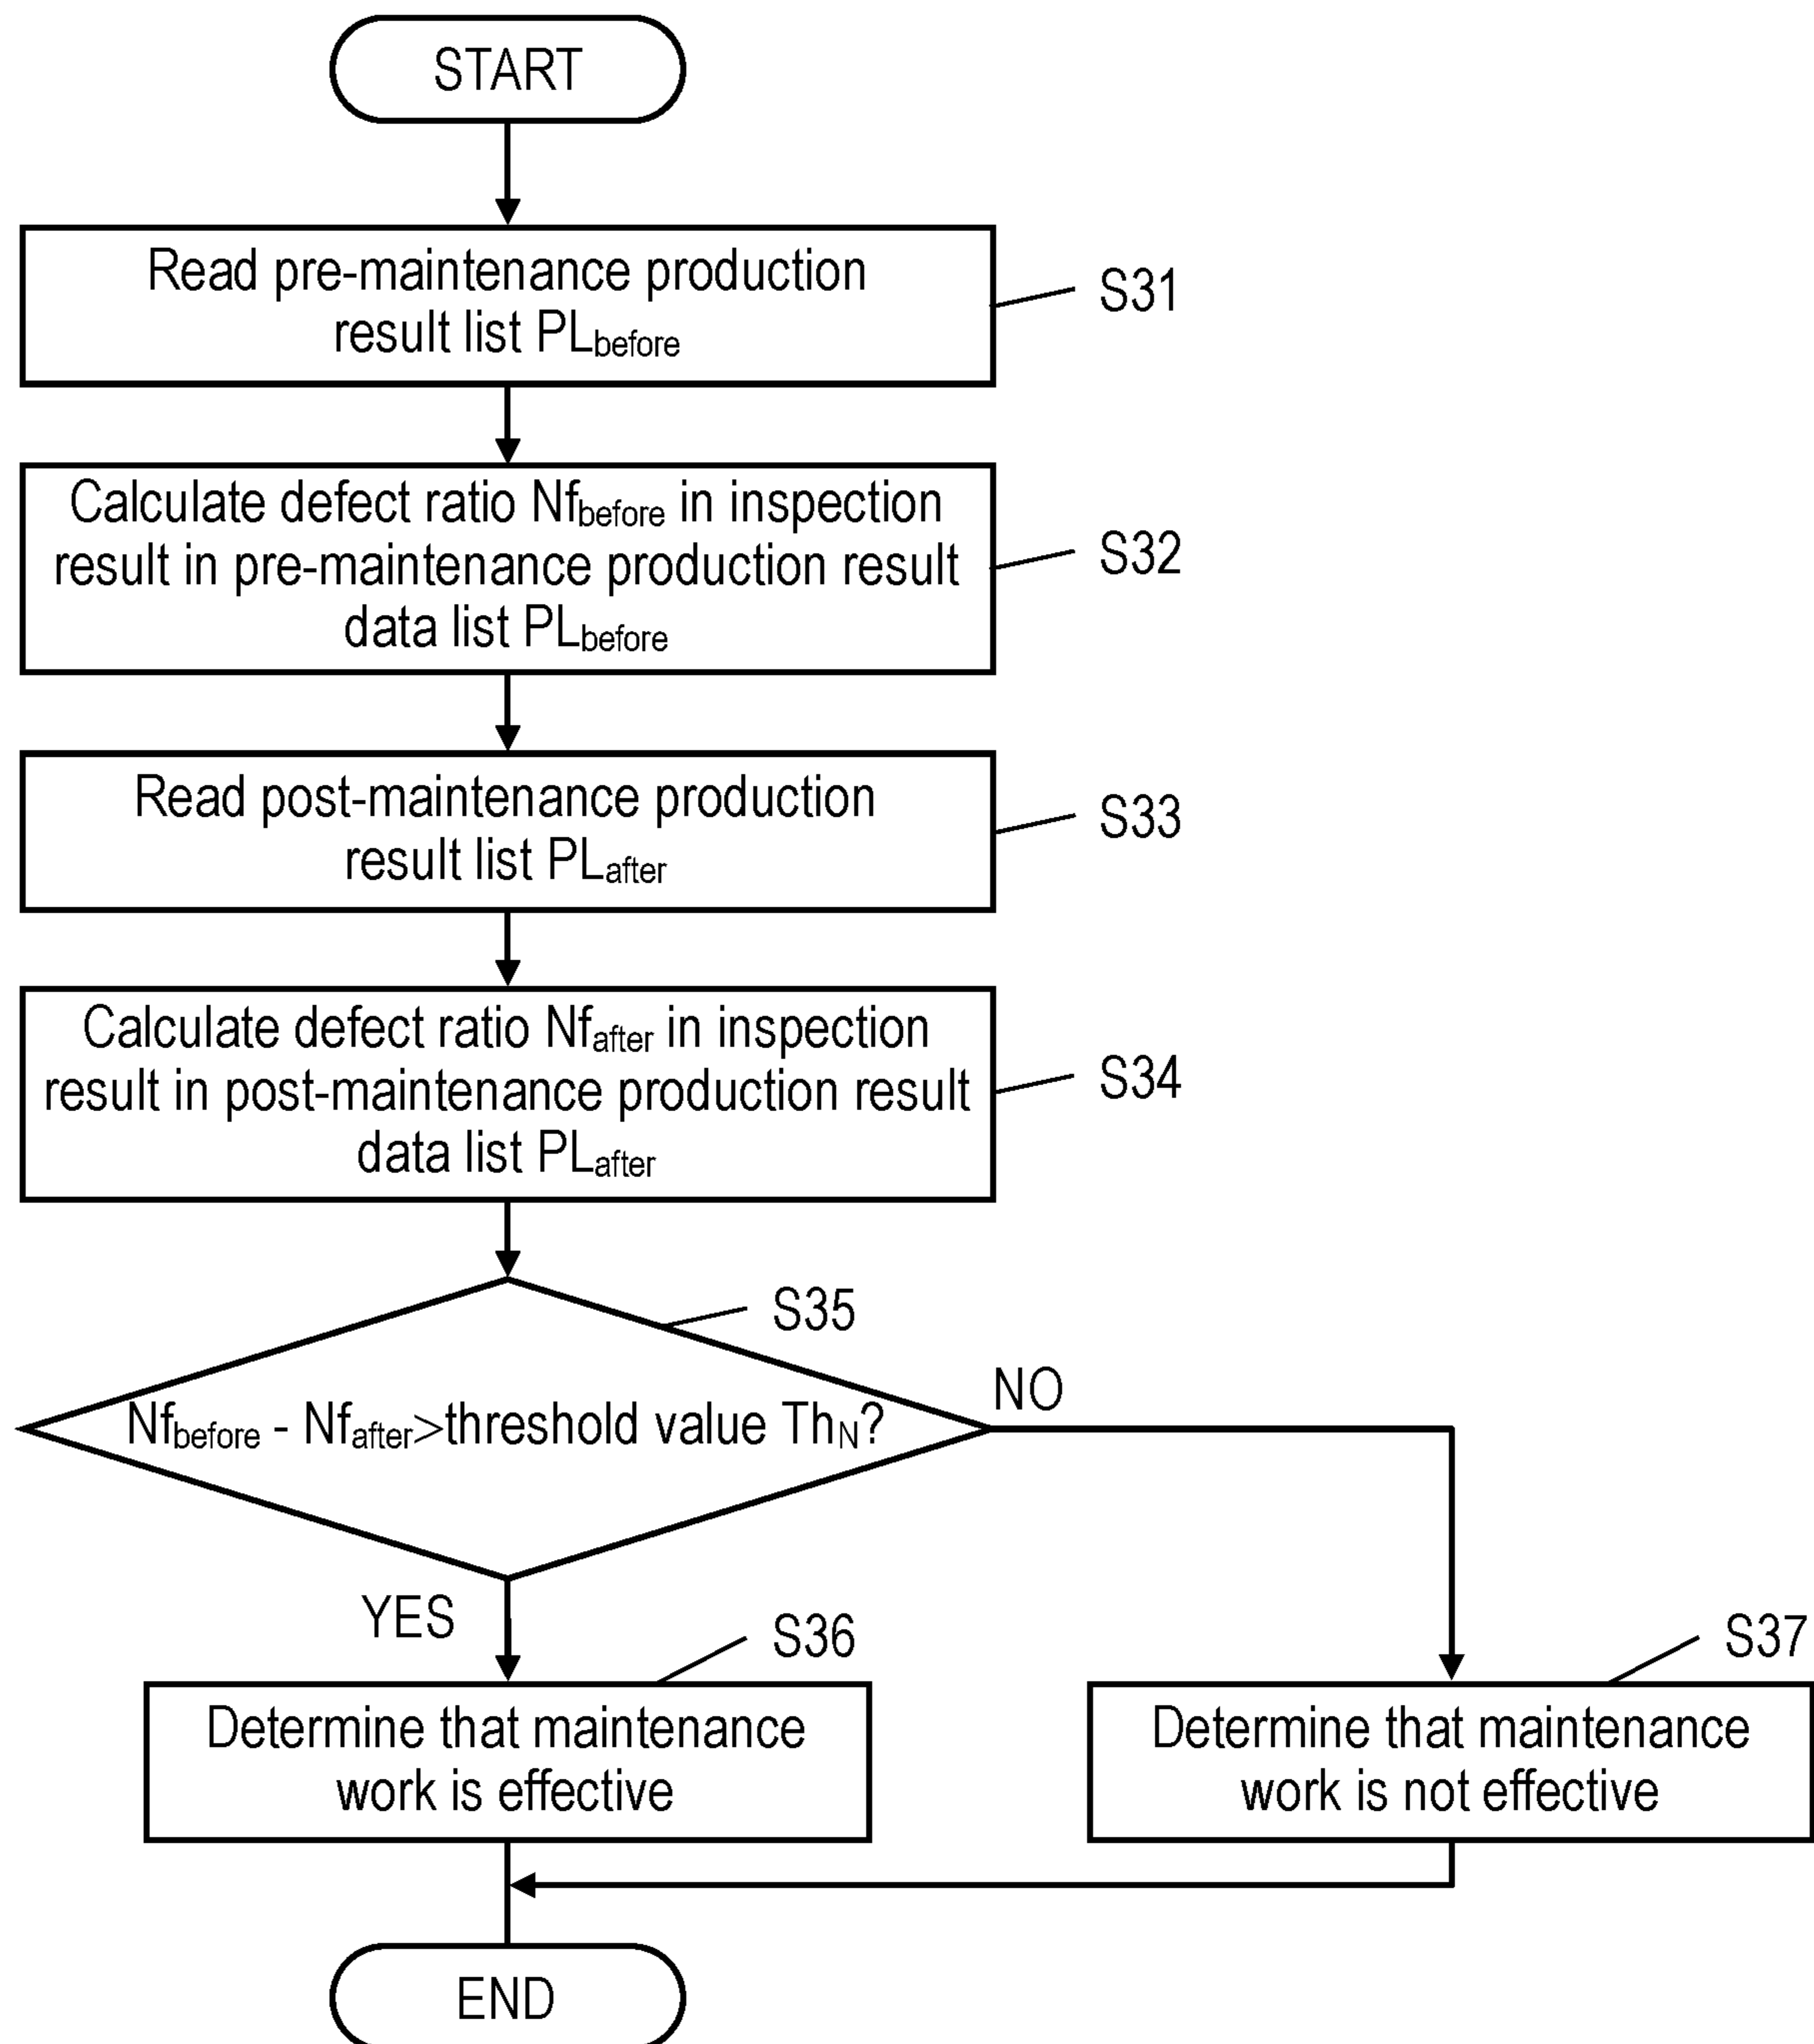 START
Read pre-maintenance production
result list PLbefore
S31
Calculate defect ratio Nfbefore in inspection
result in pre-maintenance production result
data list PLbefore
S32
Read post-maintenance production
result list PLafter
S33
Calculate defect ratio Nfafter in inspection
result in post-maintenance production result
data list PLafter
S34
S35
Nfbefore - Nfafter>threshold value ThN?
NO
YES
S36
Determine that maintenance
work is effective
S37
Determine that maintenance
work is not effective
END